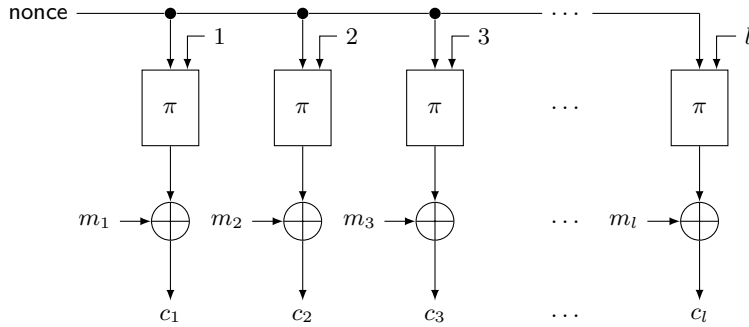 nonce ...
1 2 3 l
π π π ... π
m₁ m₂ m₃ ... mₗ
c₁ c₂ c₃ ... cₗ